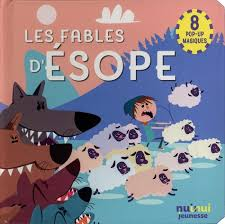 LES FABLES
D'ÉSOPE
8
POP-UP
MAGIQUES
nuinui
jeunesse